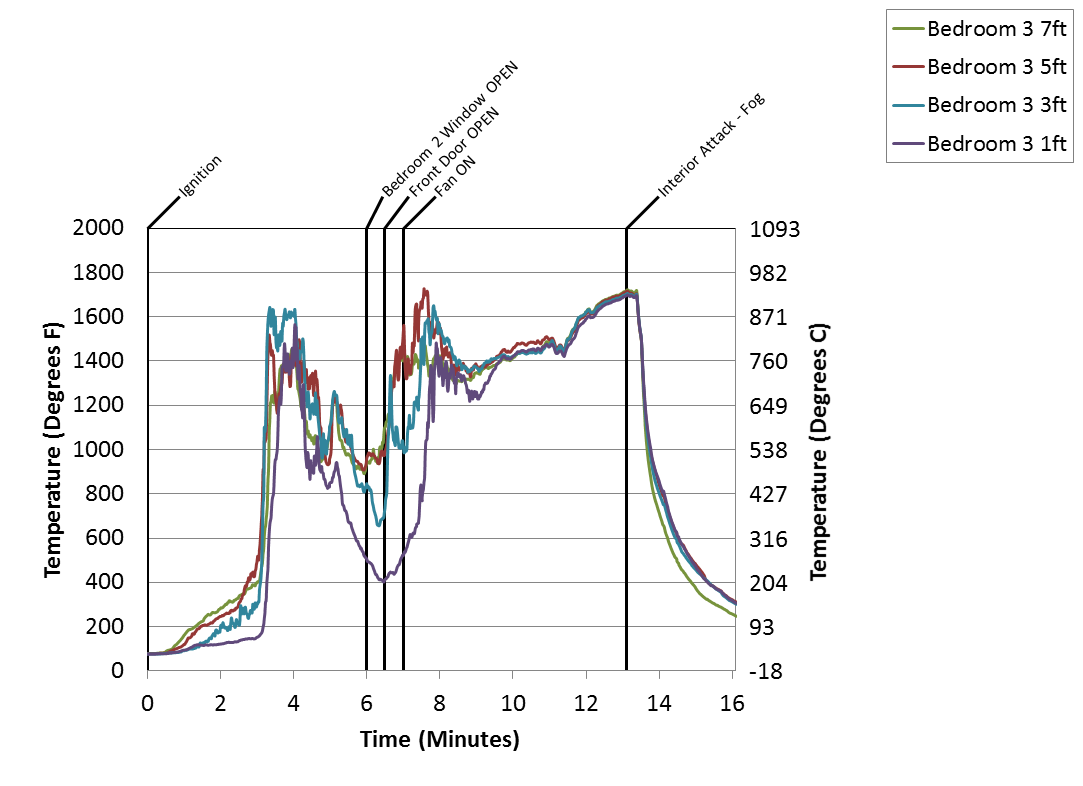 Bedroom 3 7ft
Bedroom 3 5ft
Bedroom 3 3ft
Bedroom 3 1ft
Ignition
Bedroom 2 Window OPEN
Front Door OPEN
Fan ON
Interior Attack - Fog
Temperature (Degrees F)
2000
1800
1600
1400
1200
1000
800
600
400
200
0
1093
982
871
760
649
538
427
316
204
93
-18
Temperature (Degrees C)
0 2 4 6 8 10 12 14 16
Time (Minutes)